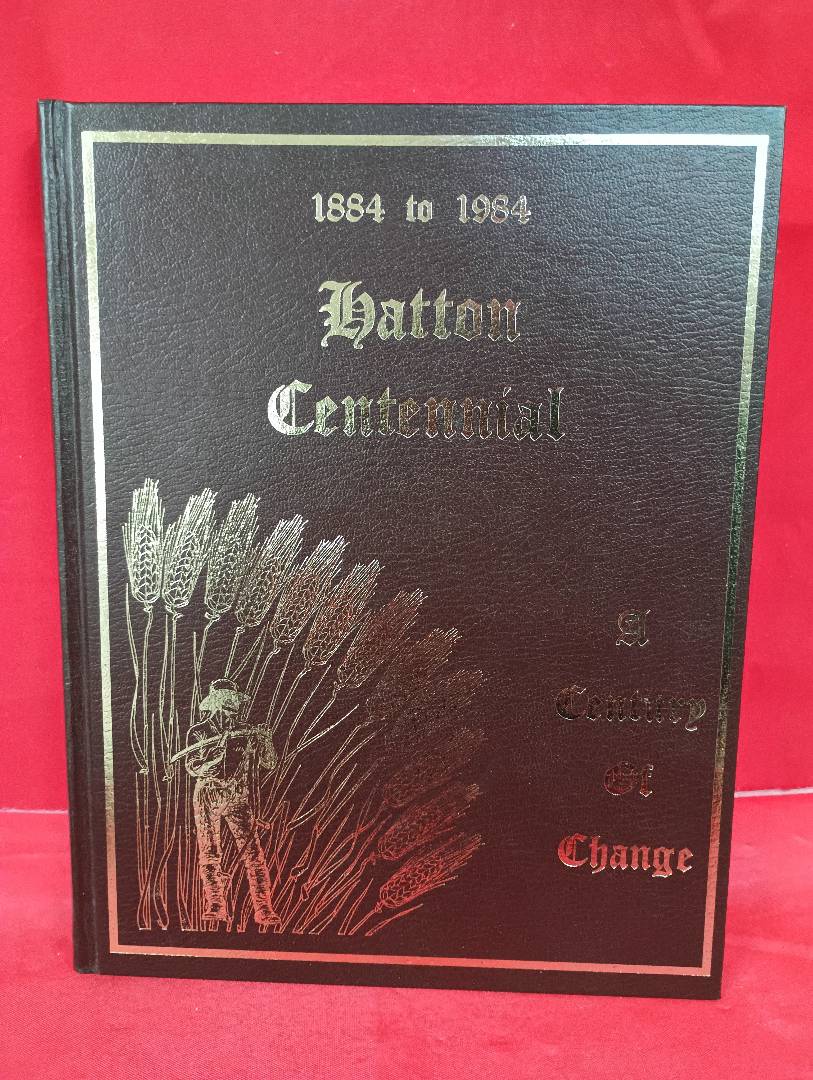 1884 to 1984
Hatton
Centennial
A
Century
Of
Change